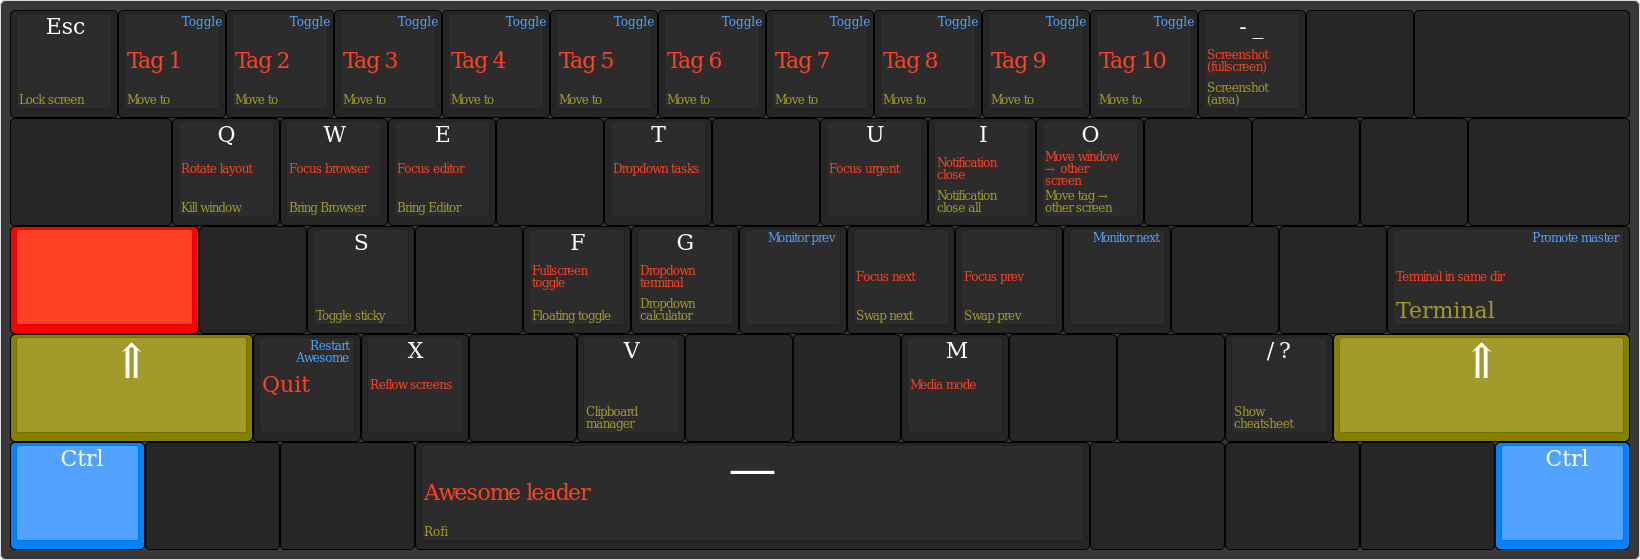 Esc
Lock screen
Toggle
Tag 1
Move to
Toggle
Tag 2
Move to
Toggle
Tag 3
Move to
Toggle
Tag 4
Move to
Toggle
Tag 5
Move to
Toggle
Tag 6
Move to
Toggle
Tag 7
Move to
Toggle
Tag 8
Move to
Toggle
Tag 9
Move to
Toggle
Tag 10
Move to
- _
Screenshot
(fullscreen)
Screenshot
(area)
Q
Rotate layout
Kill window
W
Focus browser
Bring Browser
E
Focus editor
Bring Editor
T
Dropdown tasks
U
Focus urgent
I
Notification
close
Notification
close all
O
Move window
→ other
screen
Move tag →
other screen
S
Toggle sticky
F
Fullscreen
toggle
Floating toggle
G
Dropdown
terminal
Dropdown
calculator
Monitor prev
Focus next
Swap next
Focus prev
Swap prev
Monitor next
Promote master
Terminal in same dir
Terminal
⇑
Restart
Awesome
Quit
X
Reflow screens
V
Clipboard
manager
M
Media mode
/ ?
Show
cheatsheet
⇑
Ctrl
—
Awesome leader
Rofi
Ctrl